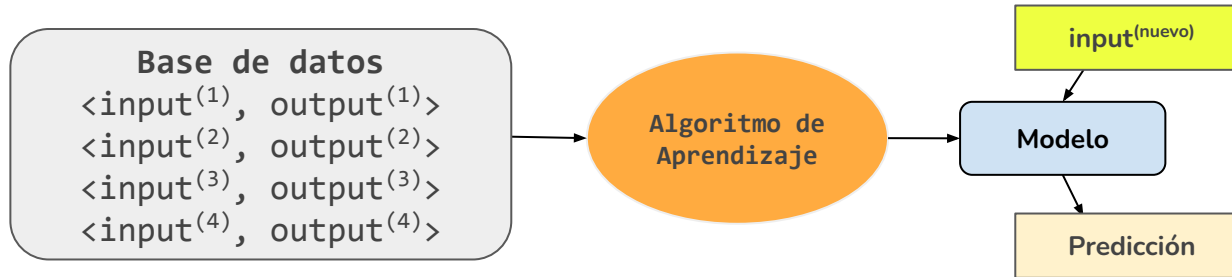 Base de datos
<input⁽¹⁾, output⁽¹⁾>
<input⁽²⁾, output⁽²⁾>
<input⁽³⁾, output⁽³⁾>
<input⁽⁴⁾, output⁽⁴⁾>
Algoritmo de
Aprendizaje
input⁽ⁿᵘᵉᵛᵒ⁾
Modelo
Predicción